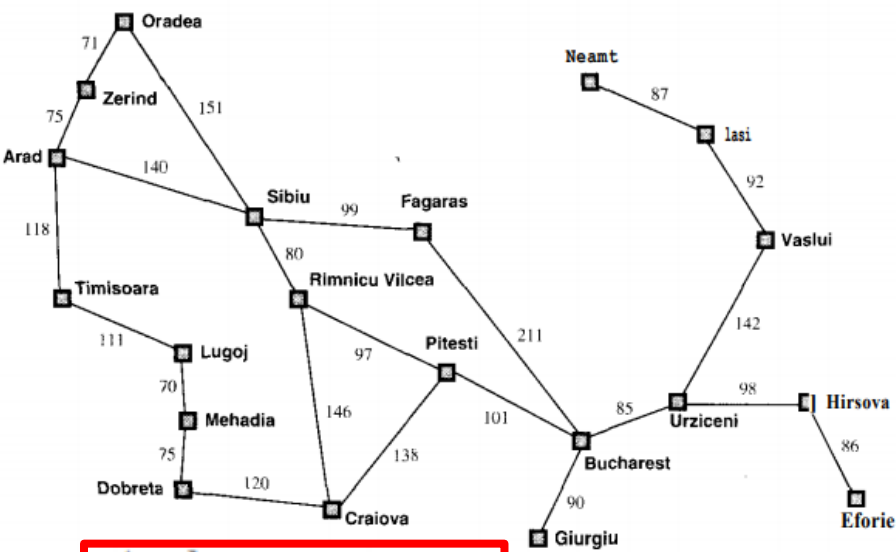 Oradea
71
Neamt
Zerind
87
75
151
Iasi
Arad
140
92
Sibiu
Fagaras
99
118
Vaslui
80
Timisoara
Rimnicu Vilcea
142
111
Pitesti
211
Lugoj
97
70
98
146
101
85
Hirsova
Mehadia
Urziceni
138
86
75
Bucharest
Dobreta
120
90
Craiova
Eforie
Giurgiu